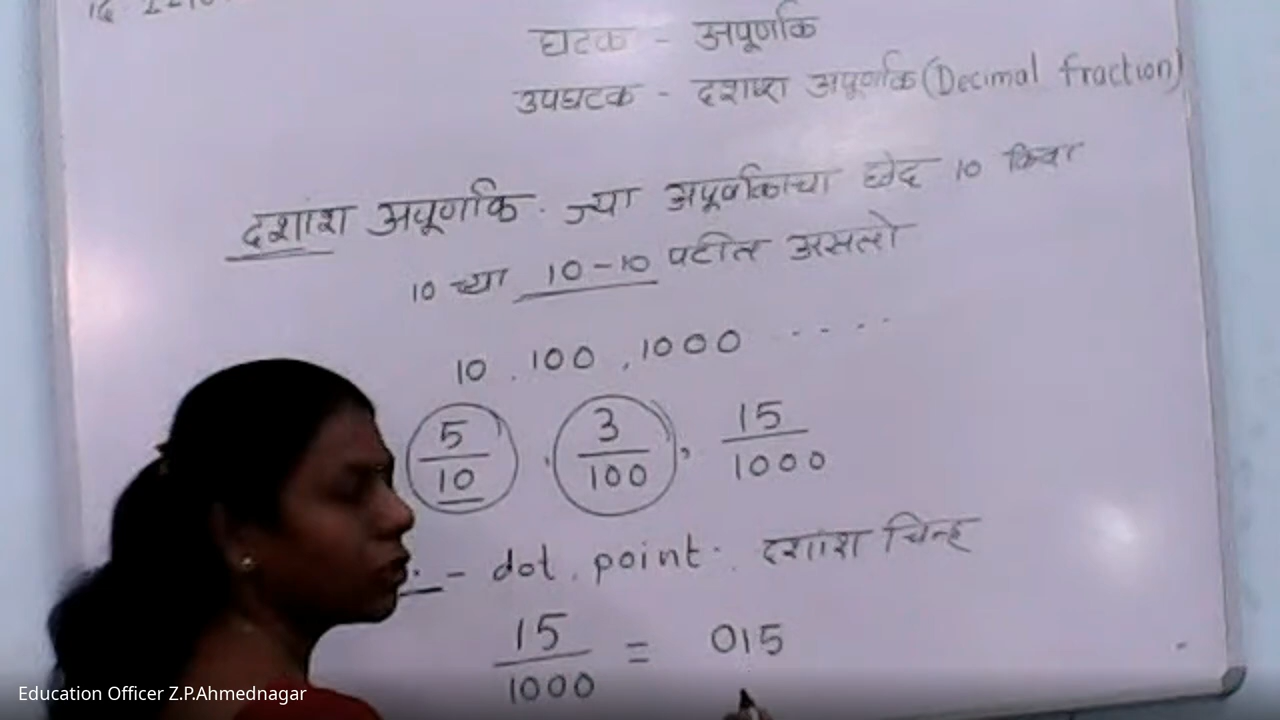 घटक - अपूर्णांक
उपघटक - दशांश अपूर्णांक (Decimal fraction)
दशांश अपूर्णांक. ज्या अपूर्णांकाचा छेद 10 किंवा
10 च्या 10-10 पटीत असतो
10, 100, 1000 ....
5/10, 3/100, 15/1000
. - dot, point. दशांश चिन्ह
15/1000 = 015
Education Officer Z.P.Ahmednagar